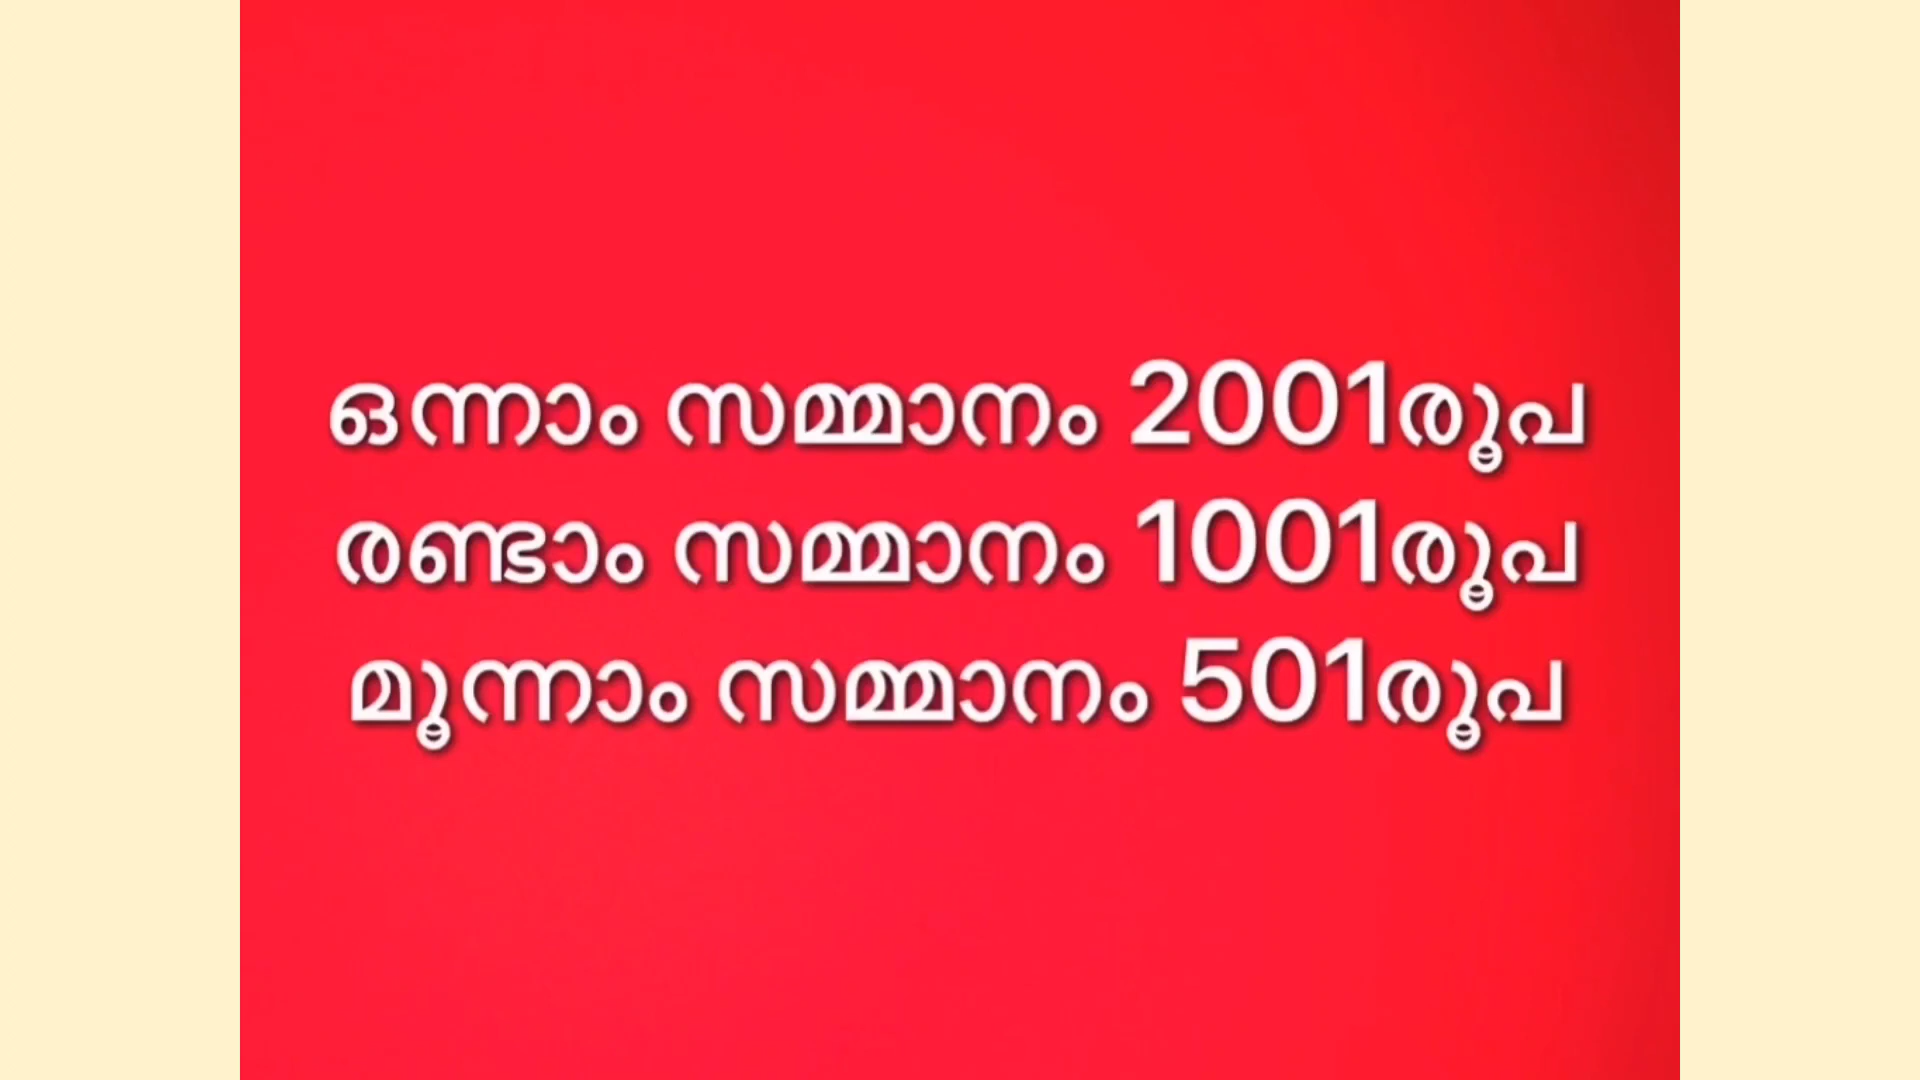 ഒന്നാം സമ്മാനം 2001രൂപ
രണ്ടാം സമ്മാനം 1001രൂപ
മൂന്നാം സമ്മാനം 501രൂപ